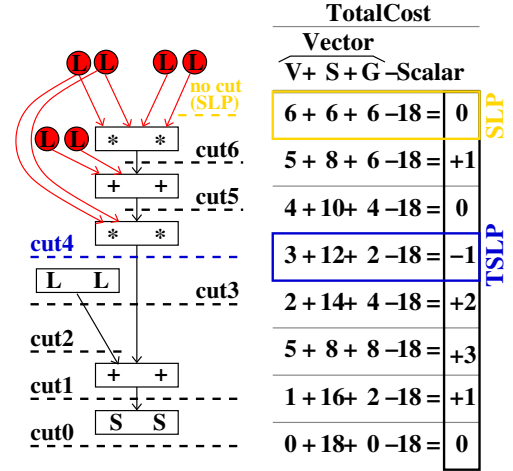 TotalCost
Vector
V+ S+G−Scalar
L L L L
no cut
(SLP)
6 + 6 + 6 −18 = 0
SLP
* *
cut6
5 + 8 + 6 −18 = +1
L L
+ +
cut5
4 +10+ 4 −18 = 0
* *
cut4
3 +12+ 2 −18 = −1
TSLP
L L
cut3
2 +14+ 4 −18 = +2
cut2
5 + 8 + 8 −18 = +3
+ +
cut1
1 +16+ 2 −18 = +1
S S
cut0
0 +18+ 0 −18 = 0